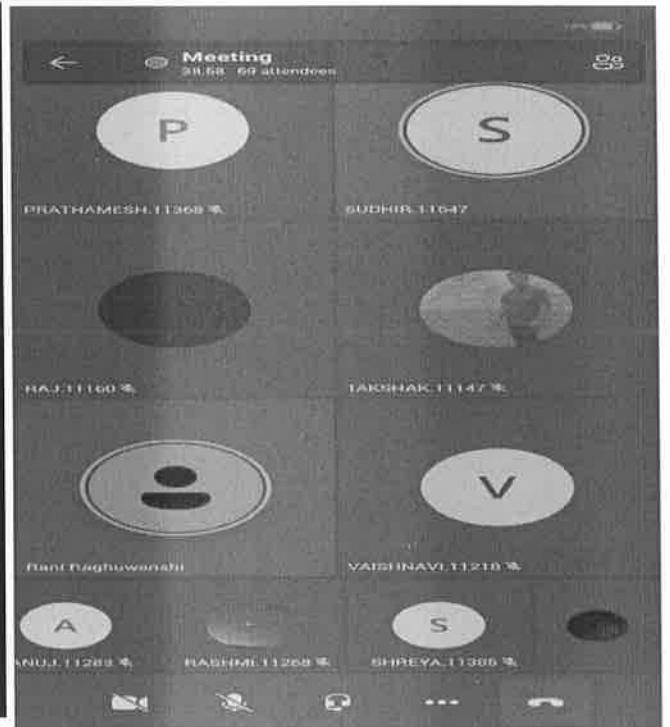 Meeting
38:58 69 attendees
P
S
PRATHAMESH.11368
SUDHIR.11647
RAJ.11160
TAKSHAK.11147
V
Rani Raghuwanshi
VAISHNAVI.11218
A
S
ANUJ.11283
RASHMI.11268
SHREYA.11385